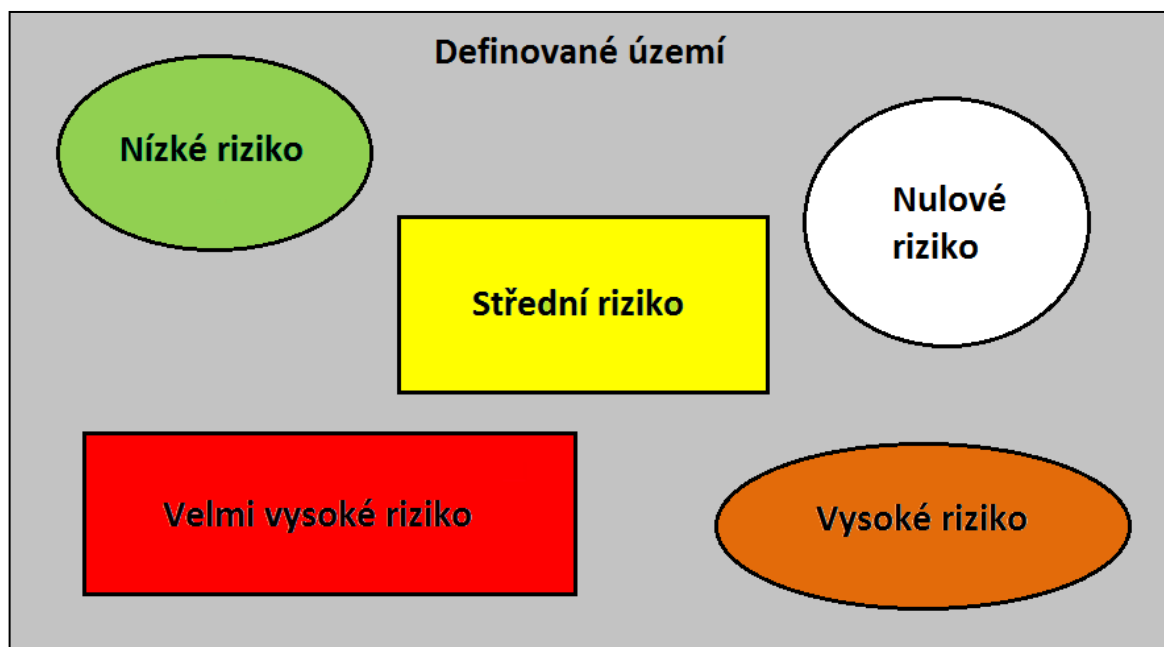 Definované území
Nízké riziko
Nulové
riziko
Střední riziko
Velmi vysoké riziko
Vysoké riziko